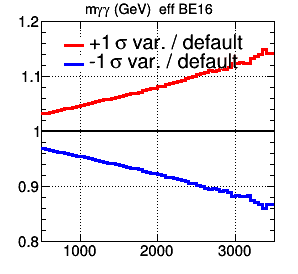 mγγ (GeV) eff BE16
1.2
+1 σ var. / default
-1 σ var. / default
1.1
1
0.9
0.8
1000 2000 3000